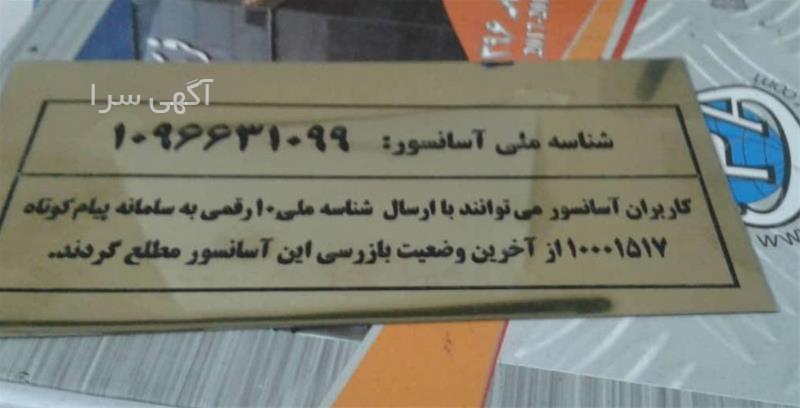 آگهی سرا
شناسه ملی آسانسور: ۱۰۹۶۶۳۱۰۹۹
کاربران آسانسور می‌توانند با ارسال شناسه ملی ۱۰ رقمی به سامانه پیام کوتاه
۱۰۰۰۱۵۱۷ از آخرین وضعیت بازرسی این آسانسور مطلع گردند.